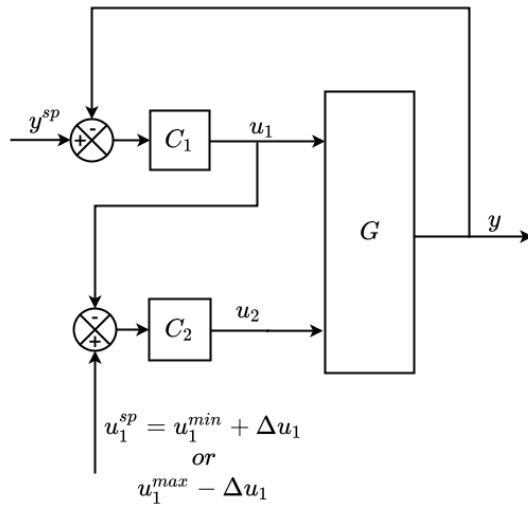 -
y^{sp}
+
C_1
u_1
G
y
-
+
C_2
u_2
u_1^{sp} = u_1^{min} + Δu_1
or
u_1^{max} - Δu_1